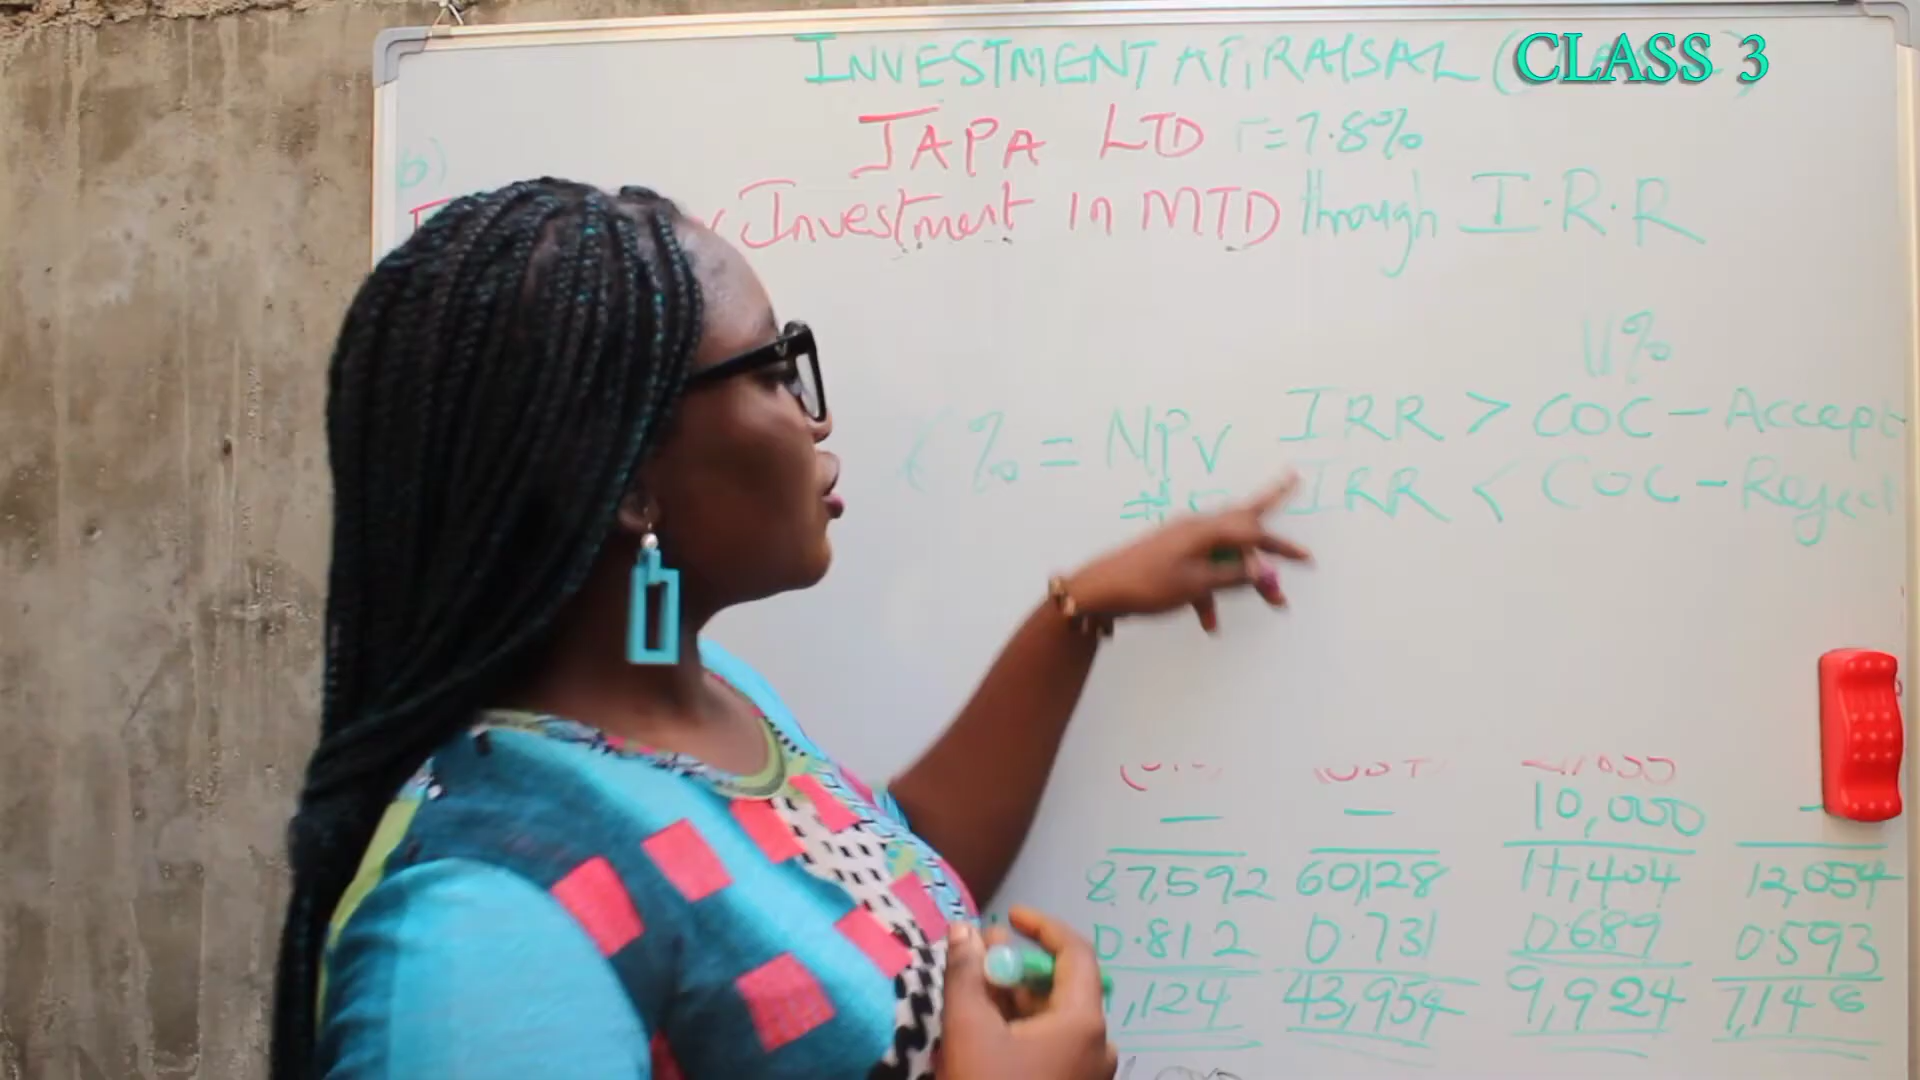 INVESTMENT APPRAISAL (
CLASS 3
JAPA LTD r=7.8%
b)
Investment in MTD through I.R.R
11%
% = NPV
IRR > COC - Accept
IRR < COC - Reject
10,000
87,592 60,128 14,404 12,054
0.812 0.731 0.689 0.593
,124 43,954 9,924 7,148